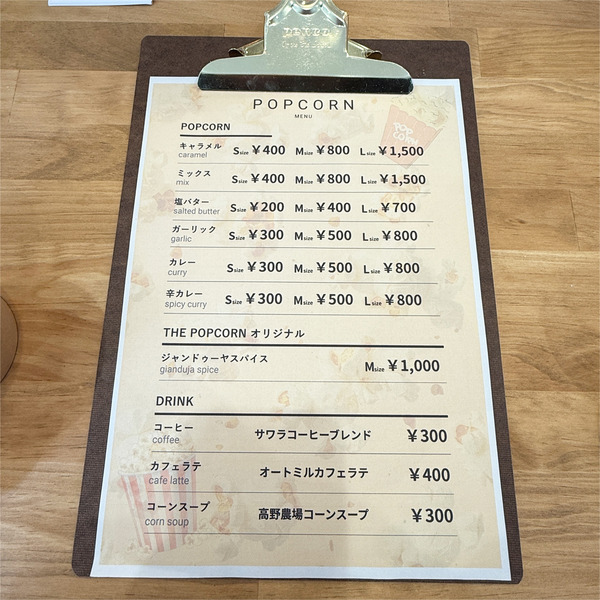 POPCORN
MENU
POPCORN
キャラメル Ssize ¥400 Msize ¥800 Lsize ¥1,500
caramel
ミックス Ssize ¥400 Msize ¥800 Lsize ¥1,500
mix
塩バター Ssize ¥200 Msize ¥400 Lsize ¥700
salted butter
ガーリック Ssize ¥300 Msize ¥500 Lsize ¥800
garlic
カレー Ssize ¥300 Msize ¥500 Lsize ¥800
curry
辛カレー Ssize ¥300 Msize ¥500 Lsize ¥800
spicy curry
THE POPCORN オリジナル
ジャンドゥーヤスパイス Msize ¥1,000
gianduja spice
DRINK
コーヒー サワラコーヒーブレンド ¥300
coffee
カフェラテ オートミルカフェラテ ¥400
cafe latte
コーンスープ 高野農場コーンスープ ¥300
corn soup
POP
CORN